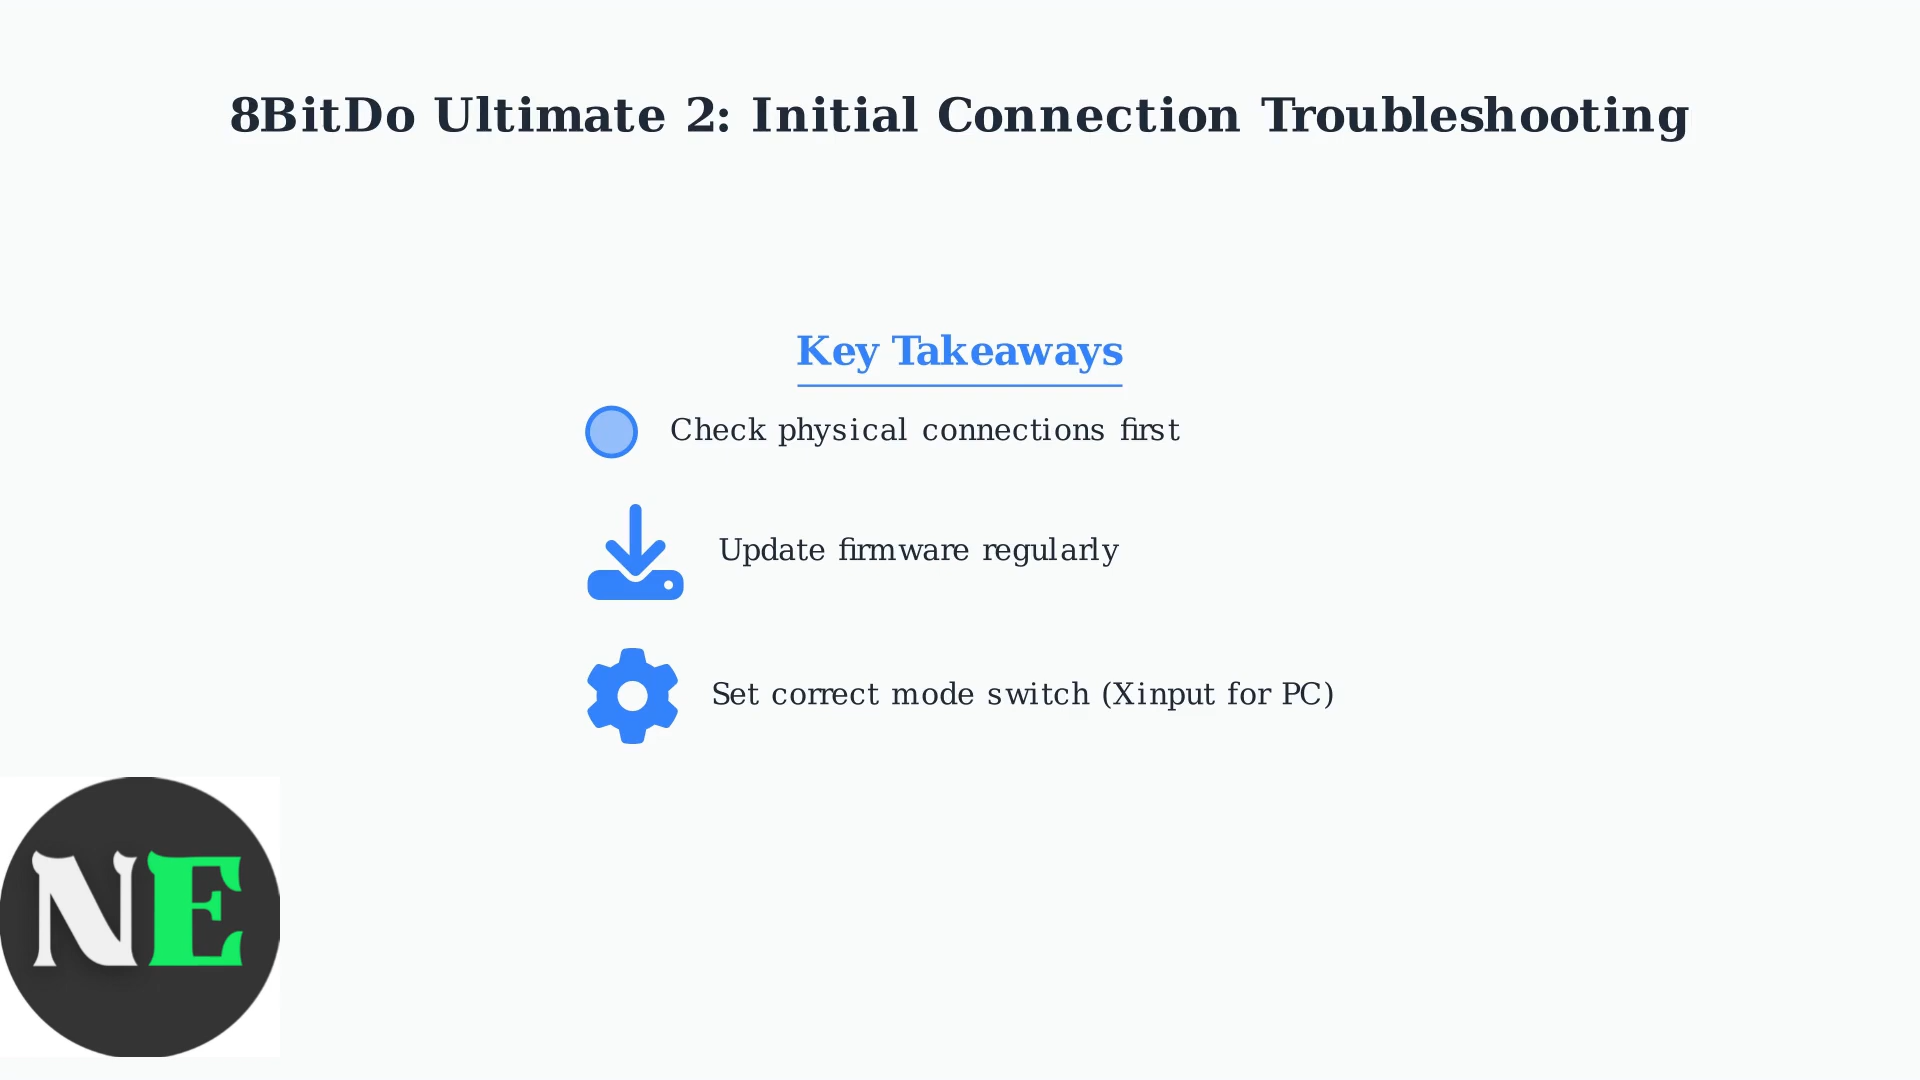 8BitDo Ultimate 2: Initial Connection Troubleshooting
Key Takeaways
Check physical connections first
Update firmware regularly
Set correct mode switch (Xinput for PC)
NE